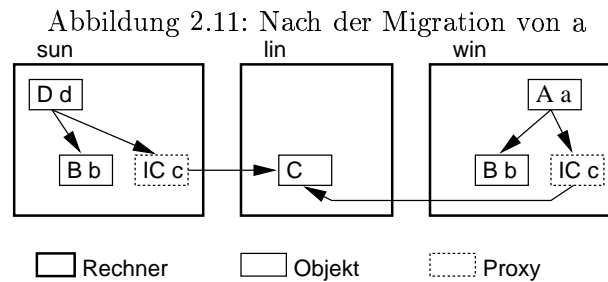 Abbildung 2.11: Nach der Migration von a
sun lin win
D d A a
B b IC c C B b IC c
Rechner Objekt Proxy